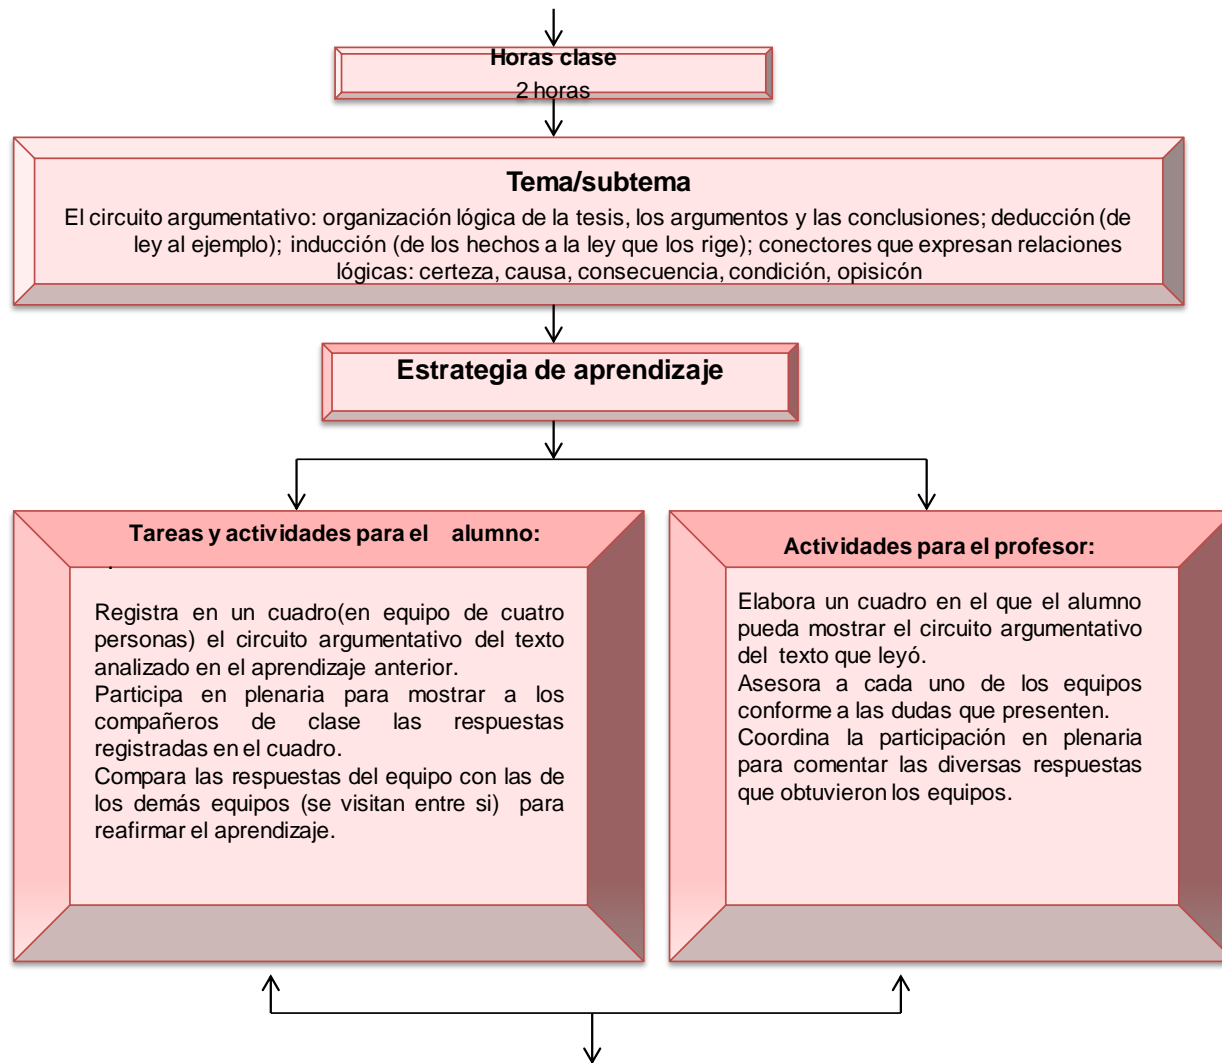 Horas clase
2 horas
Tema/subtema
El circuito argumentativo: organización lógica de la tesis, los argumentos y las conclusiones; deducción (de
ley al ejemplo); inducción (de los hechos a la ley que los rige); conectores que expresan relaciones
lógicas: certeza, causa, consecuencia, condición, opisicón
Estrategia de aprendizaje
Tareas y actividades para el alumno:
.
Registra en un cuadro(en equipo de cuatro
personas) el circuito argumentativo del texto
analizado en el aprendizaje anterior.
Participa en plenaria para mostrar a los
compañeros de clase las respuestas
registradas en el cuadro.
Compara las respuestas del equipo con las de
los demás equipos (se visitan entre si) para
reafirmar el aprendizaje.
Actividades para el profesor:
Elabora un cuadro en el que el alumno
pueda mostrar el circuito argumentativo
del texto que leyó.
Asesora a cada uno de los equipos
conforme a las dudas que presenten.
Coordina la participación en plenaria
para comentar las diversas respuestas
que obtuvieron los equipos.